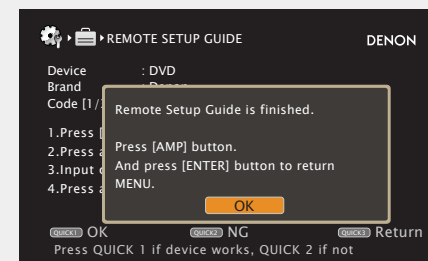 REMOTE SETUP GUIDE
DENON
Device : DVD
Brand : Denon
Code [1/
Remote Setup Guide is finished.
1.Press [
Press [AMP] button.
2.Press a
And press [ENTER] button to return
3.Input c
MENU.
4.Press a
OK
QUICK1 OK QUICK2 NG QUICK3 Return
Press QUICK 1 if device works, QUICK 2 if not